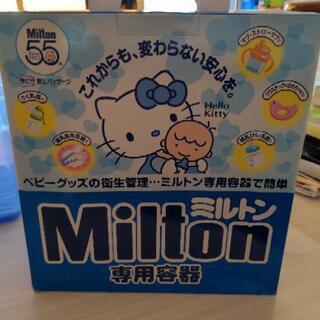 Milton
55
これからも、変わらない安心を。
Hello Kitty
ベビーグッズの衛生管理…ミルトン専用容器で簡単
ミルトン
Milton
専用容器